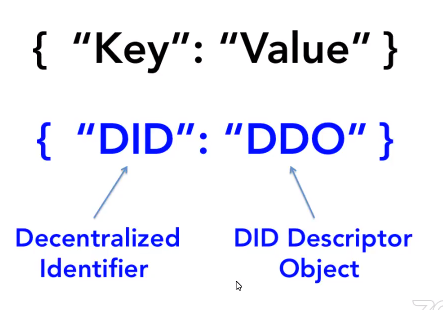 { “Key”: “Value” }
{ “DID”: “DDO” }
Decentralized Identifier
DID Descriptor Object